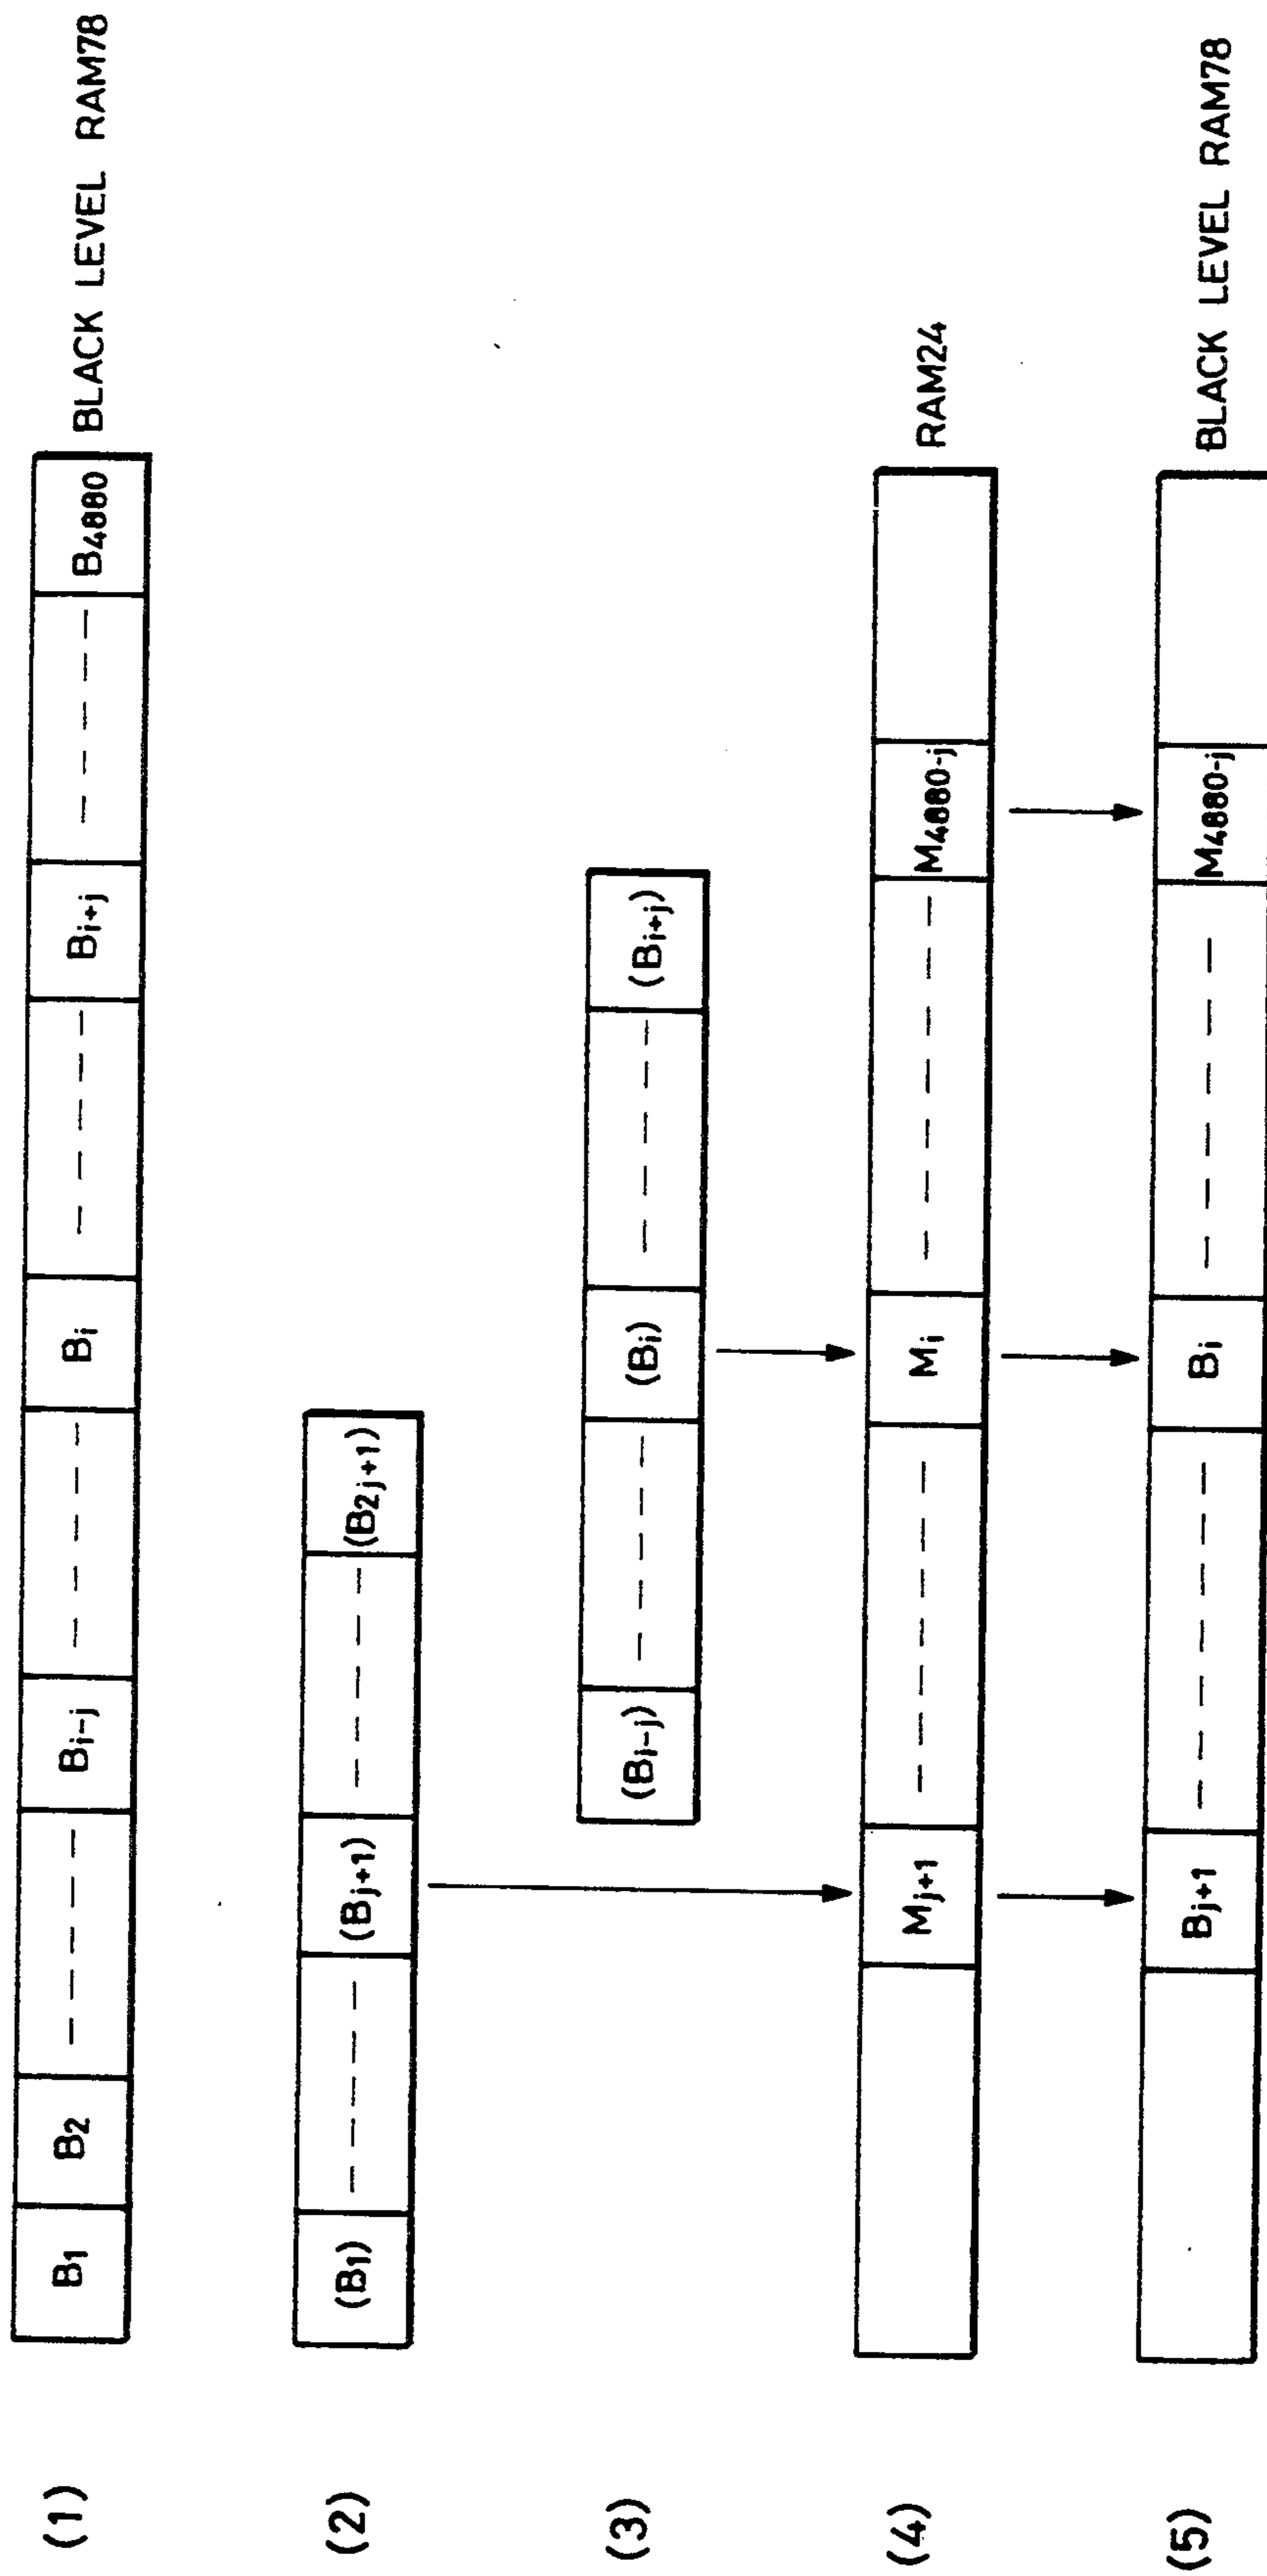 (1) B1 B2 Bi-j Bi Bi+j B4880 BLACK LEVEL RAM78
(2) (B1) (Bj+1) (B2j+1)
(3) (Bi-j) (Bi) (Bi+j)
(4) Mj+1 Mi M4880-j RAM24
(5) Bj+1 Bi M4880-j BLACK LEVEL RAM78